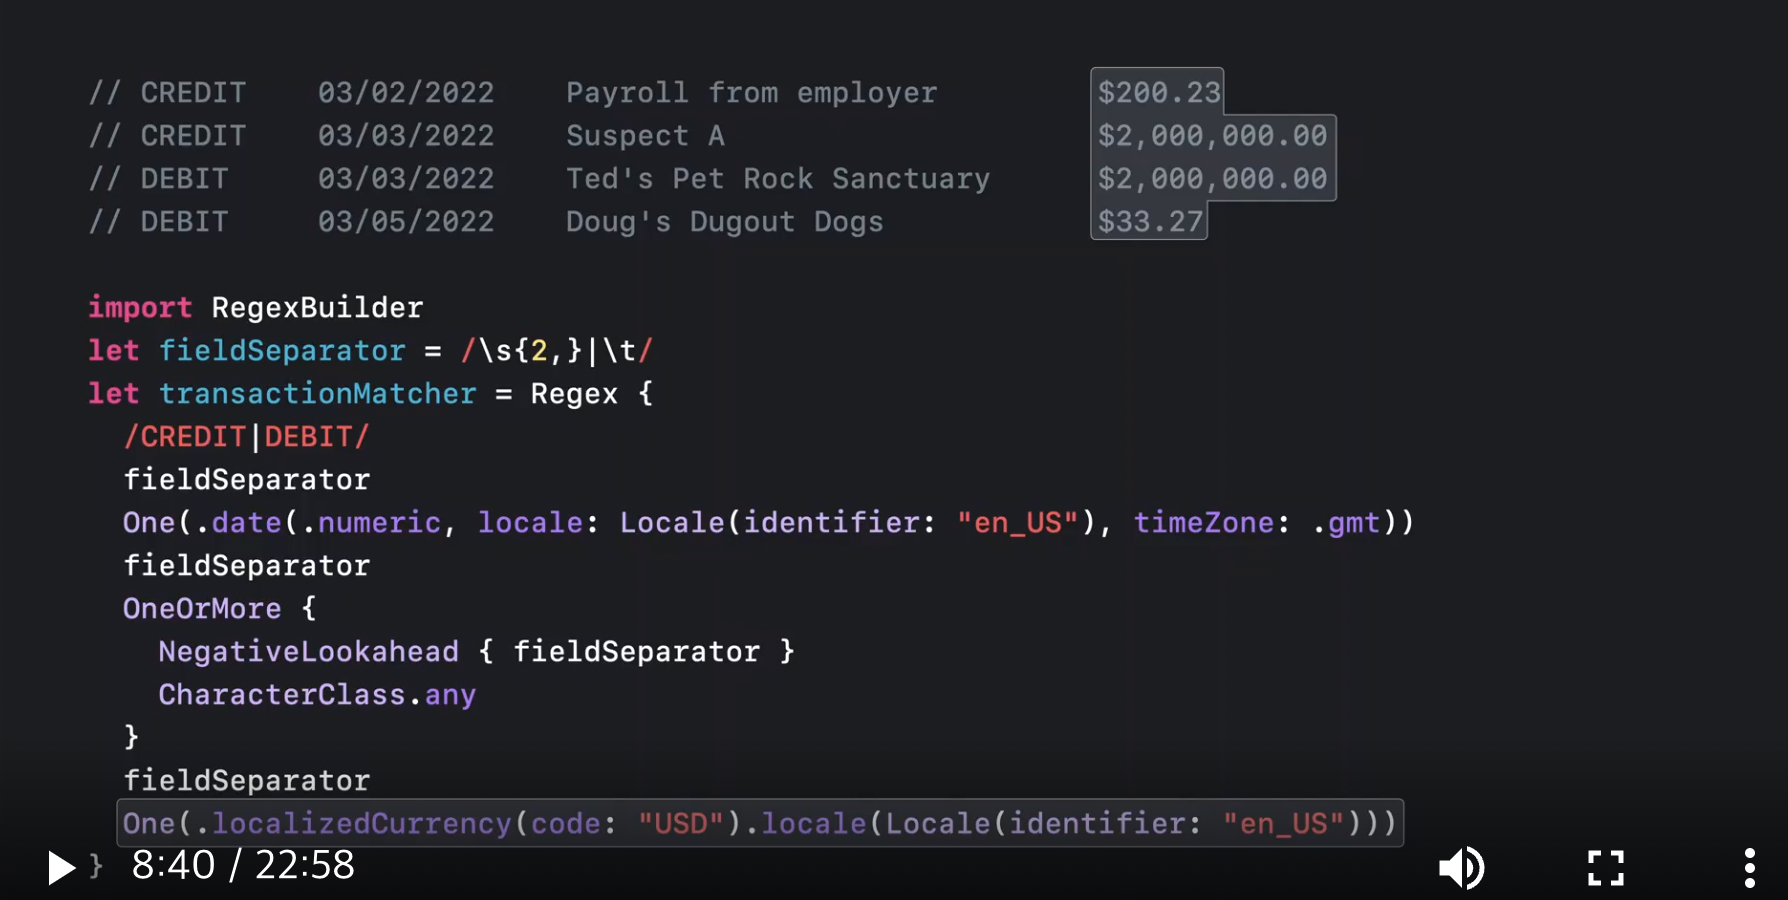 // CREDIT    03/02/2022    Payroll from employer         $200.23
// CREDIT    03/03/2022    Suspect A                     $2,000,000.00
// DEBIT     03/03/2022    Ted's Pet Rock Sanctuary      $2,000,000.00
// DEBIT     03/05/2022    Doug's Dugout Dogs            $33.27

import RegexBuilder
let fieldSeparator = /\s{2,}|\t/
let transactionMatcher = Regex {
  /CREDIT|DEBIT/
  fieldSeparator
  One(.date(.numeric, locale: Locale(identifier: "en_US"), timeZone: .gmt))
  fieldSeparator
  OneOrMore {
    NegativeLookahead { fieldSeparator }
    CharacterClass.any
  }
  fieldSeparator
  One(.localizedCurrency(code: "USD").locale(Locale(identifier: "en_US")))
}
8:40 / 22:58